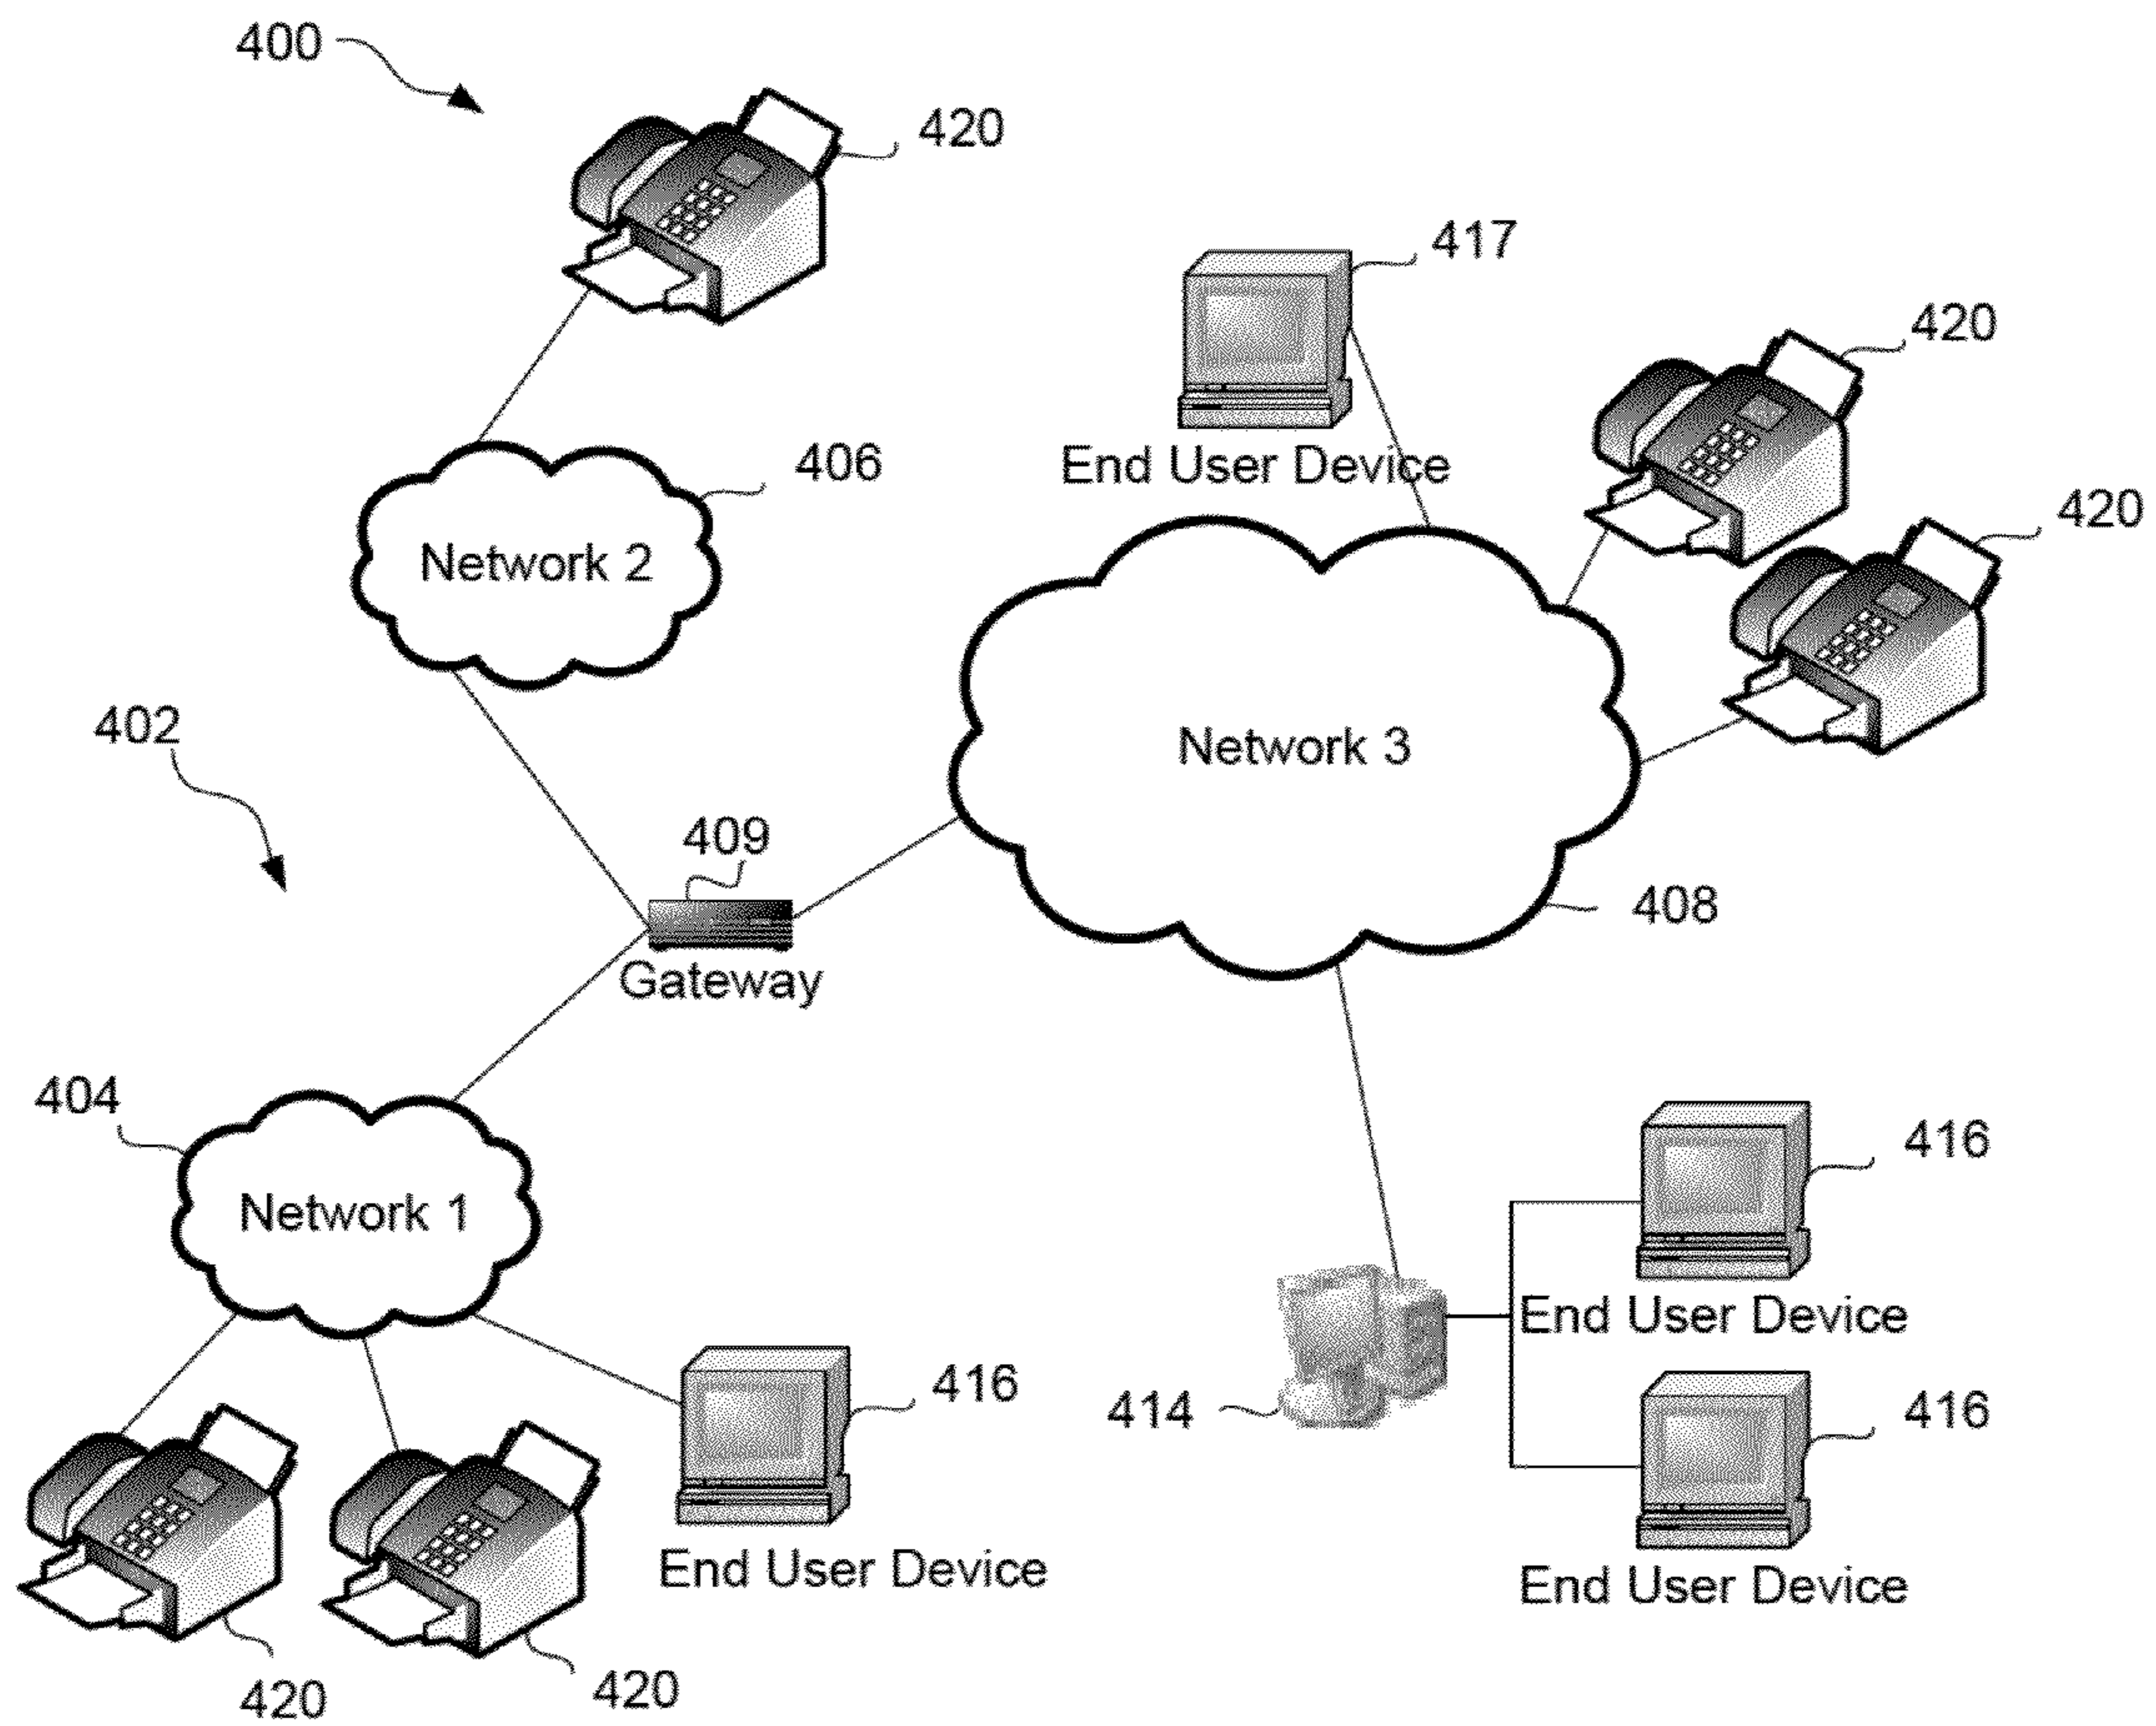 400
420
417
End User Device
420
420
406
Network 2
Network 3
402
409
Gateway
408
404
Network 1
416
End User Device
416
End User Device
414
416
End User Device
420
420